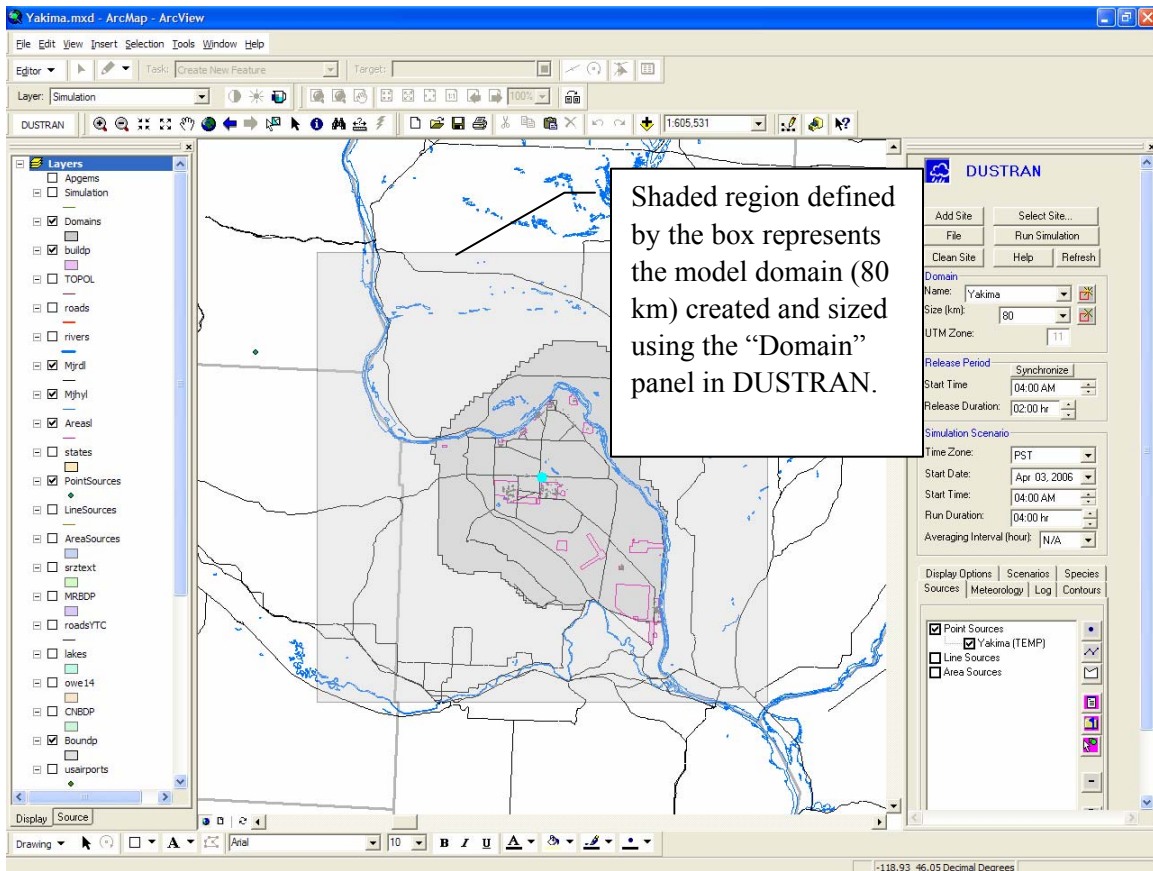 Yakima.mxd - ArcMap - ArcView
File Edit View Insert Selection Tools Window Help
Editor Task: Create New Feature Target:
Layer: Simulation 100%
DUSTRAN 1:605,531
Layers
Apgems
Simulation
Domains
buildp
TOPOL
roads
rivers
Mjrdl
Mjhyl
Areasl
states
PointSources
LineSources
AreaSources
srztext
MRBDP
roadsYTC
lakes
owe14
CNBDP
Boundp
usairports
Display Source
Shaded region defined
by the box represents
the model domain (80
km) created and sized
using the “Domain”
panel in DUSTRAN.
DUSTRAN
Add Site Select Site...
File Run Simulation
Clean Site Help Refresh
Domain
Name: Yakima
Size (km): 80
UTM Zone: 11
Release Period
Synchronize
Start Time 04:00 AM
Release Duration: 02:00 hr
Simulation Scenario
Time Zone: PST
Start Date: Apr 03, 2006
Start Time: 04:00 AM
Run Duration: 04:00 hr
Averaging Interval (hour): N/A
Display Options Scenarios Species
Sources Meteorology Log Contours
Point Sources
Yakima (TEMP)
Line Sources
Area Sources
Drawing A Arial 10 B I U A
-118.93 46.05 Decimal Degrees